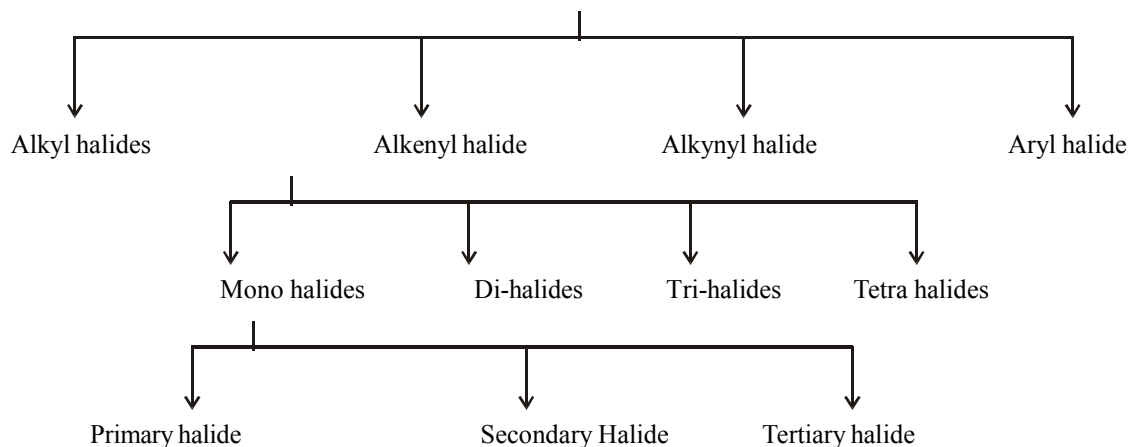 Alkyl halides Alkenyl halide Alkynyl halide Aryl halide
Mono halides Di-halides Tri-halides Tetra halides
Primary halide Secondary Halide Tertiary halide